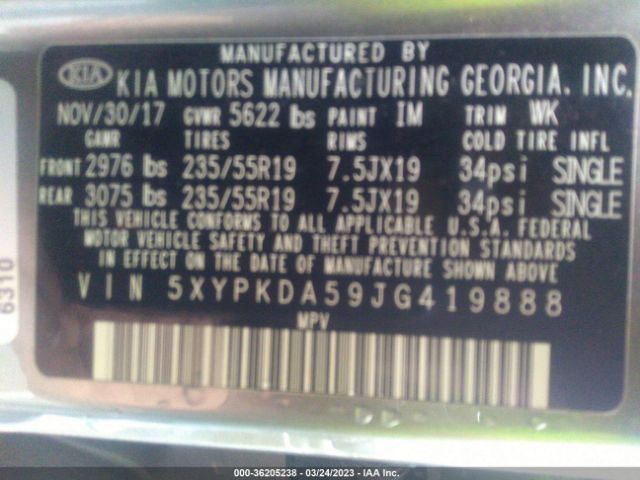 MANUFACTURED BY
KIA KIA MOTORS MANUFACTURING GEORGIA, INC.
NOV/30/17 GVWR 5622 lbs PAINT IM TRIM WK
GAWR TIRES RIMS COLD TIRE INFL
FRONT 2976 lbs 235/55R19 7.5JX19 34psi SINGLE
REAR 3075 lbs 235/55R19 7.5JX19 34psi SINGLE
THIS VEHICLE CONFORMS TO ALL APPLICABLE U.S.A. FEDERAL
MOTOR VEHICLE SAFETY AND THEFT PREVENTION STANDARDS
IN EFFECT ON THE DATE OF MANUFACTURE SHOWN ABOVE
VIN 5XYPKDA59JG419888
MPV
63110
000-36205238 - 03/24/2023 - IAA Inc.